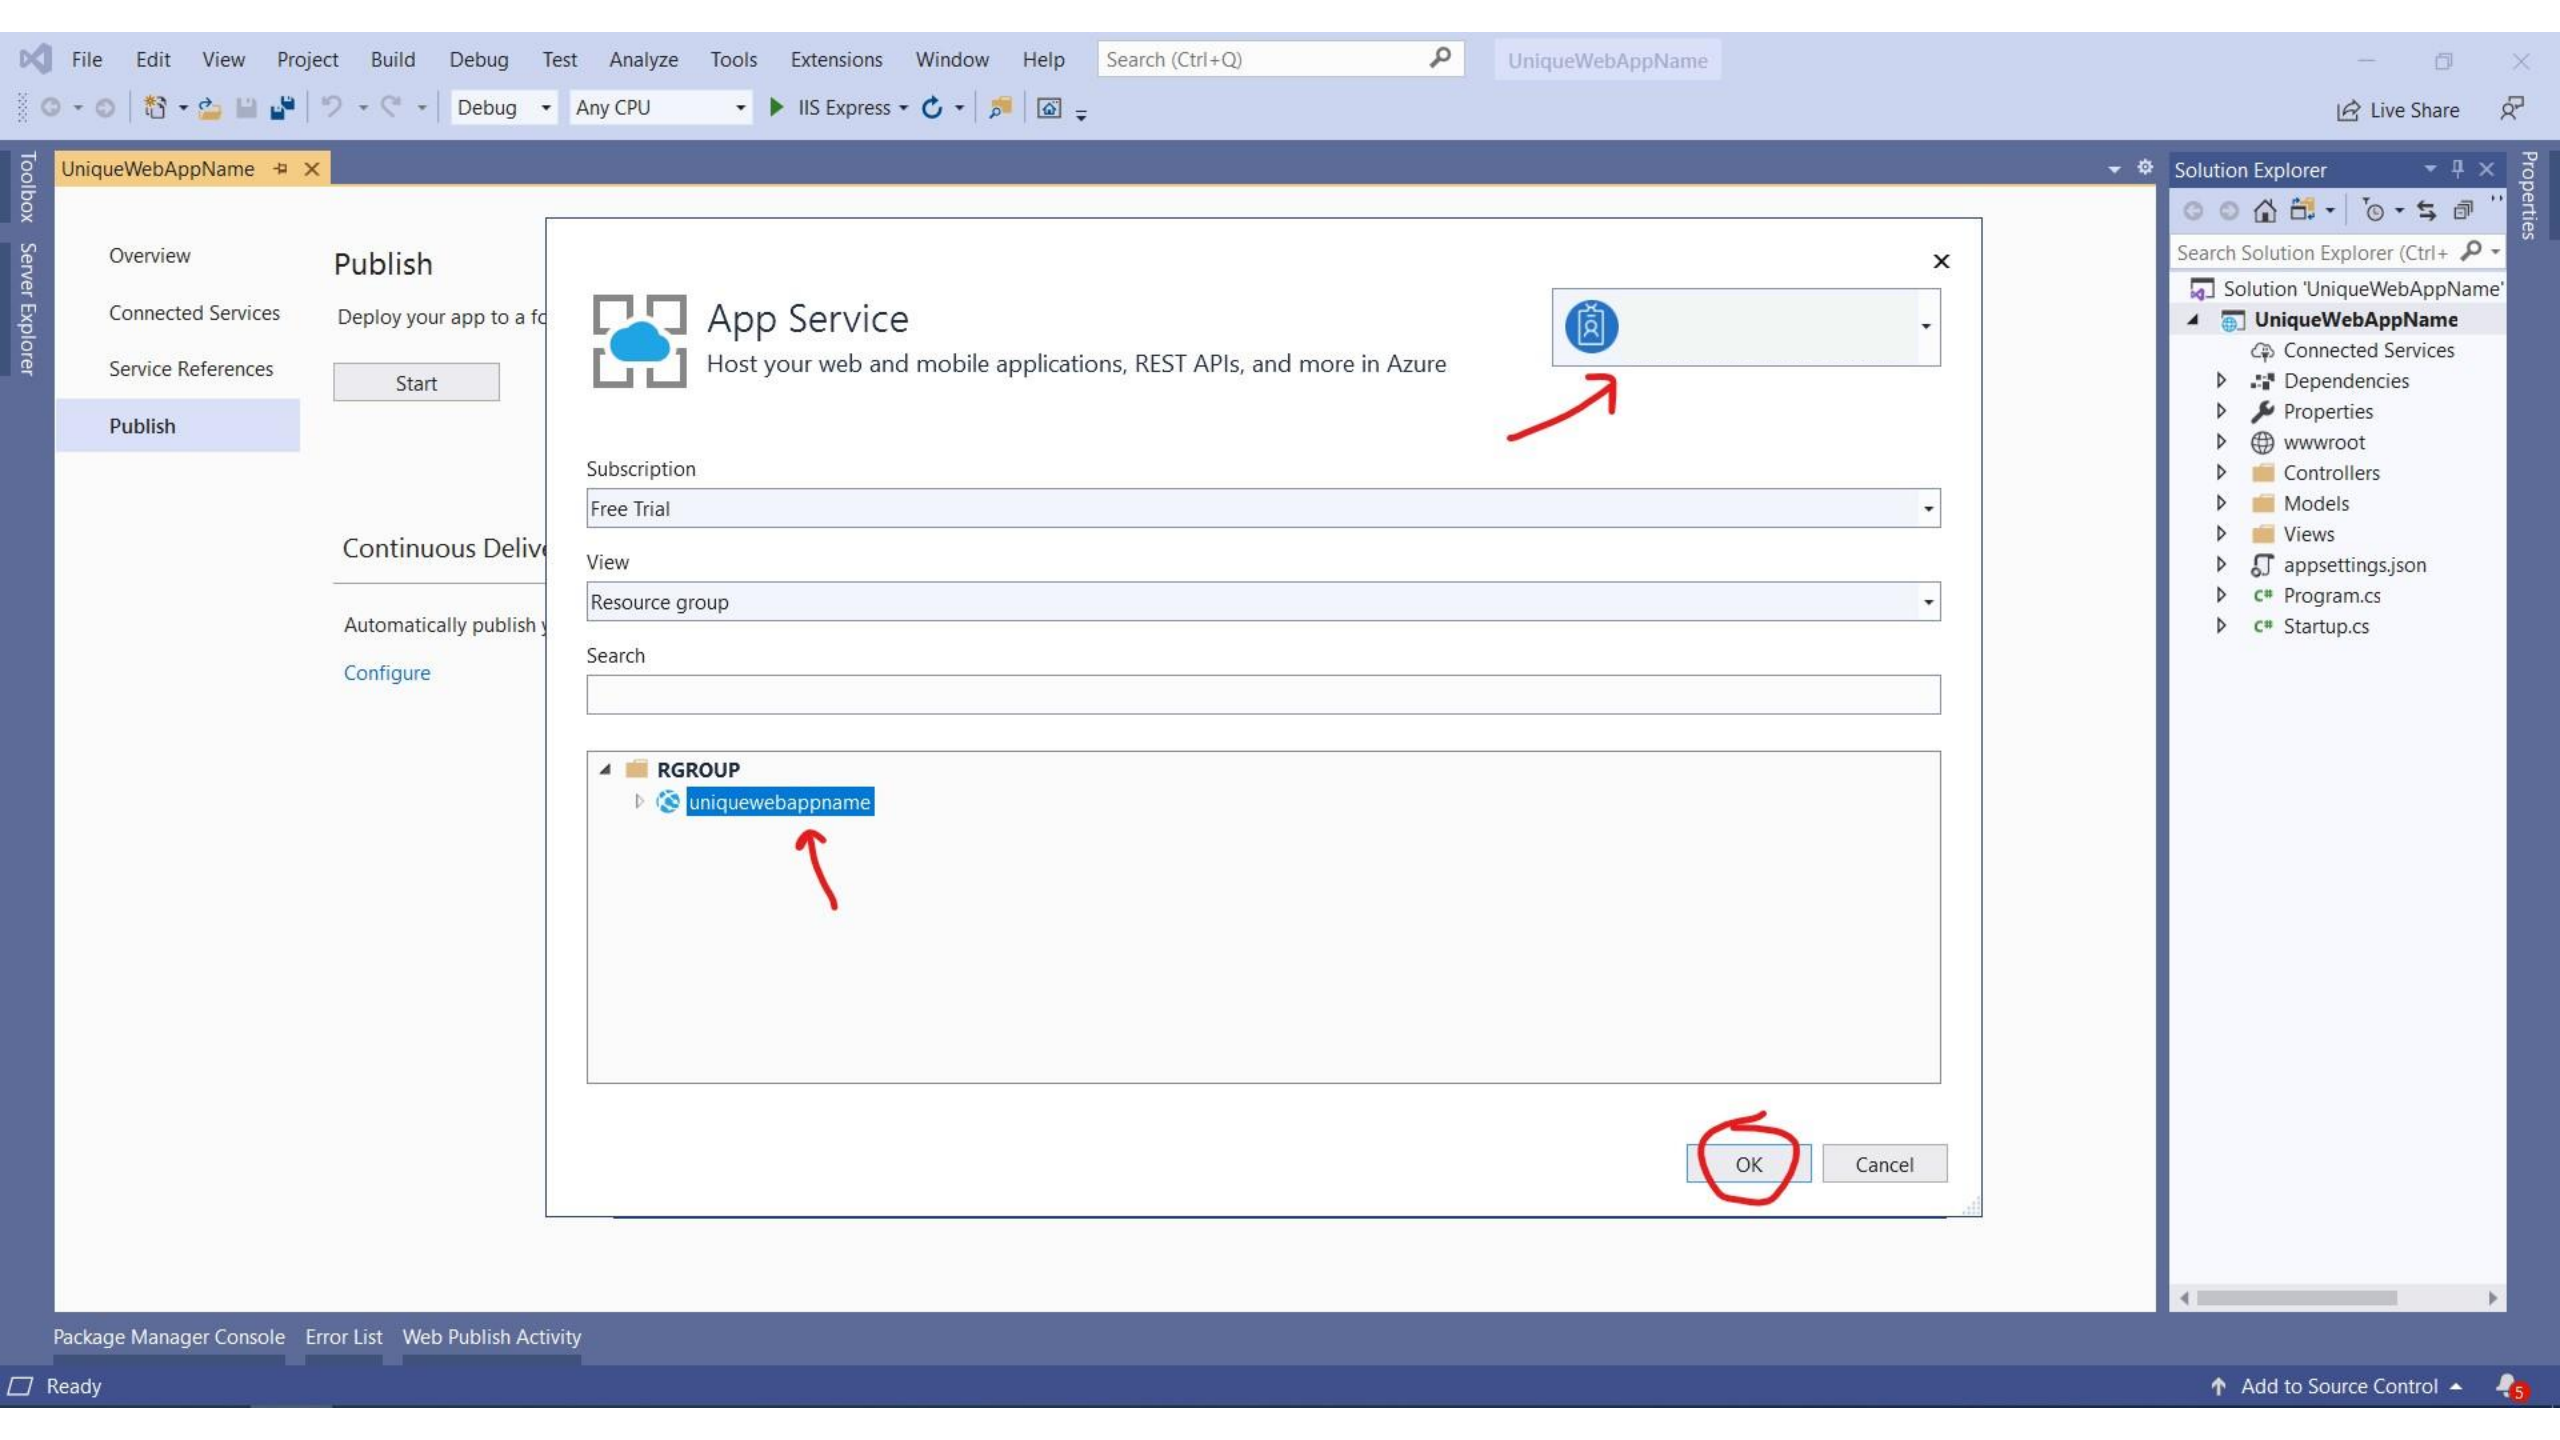 File Edit View Project Build Debug Test Analyze Tools Extensions Window Help Search (Ctrl+Q) UniqueWebAppName
Debug Any CPU IIS Express Live Share
Toolbox
Server Explorer
UniqueWebAppName
Overview
Connected Services
Service References
Publish
Publish
Deploy your app to a fo
Start
Continuous Delive
Automatically publish y
Configure
App Service
Host your web and mobile applications, REST APIs, and more in Azure
Subscription
Free Trial
View
Resource group
Search
RGROUP
uniquewebappname
OK Cancel
Solution Explorer
Search Solution Explorer (Ctrl+
Solution 'UniqueWebAppName'
UniqueWebAppName
Connected Services
Dependencies
Properties
wwwroot
Controllers
Models
Views
appsettings.json
C# Program.cs
C# Startup.cs
Properties
Package Manager Console Error List Web Publish Activity
Ready Add to Source Control 5